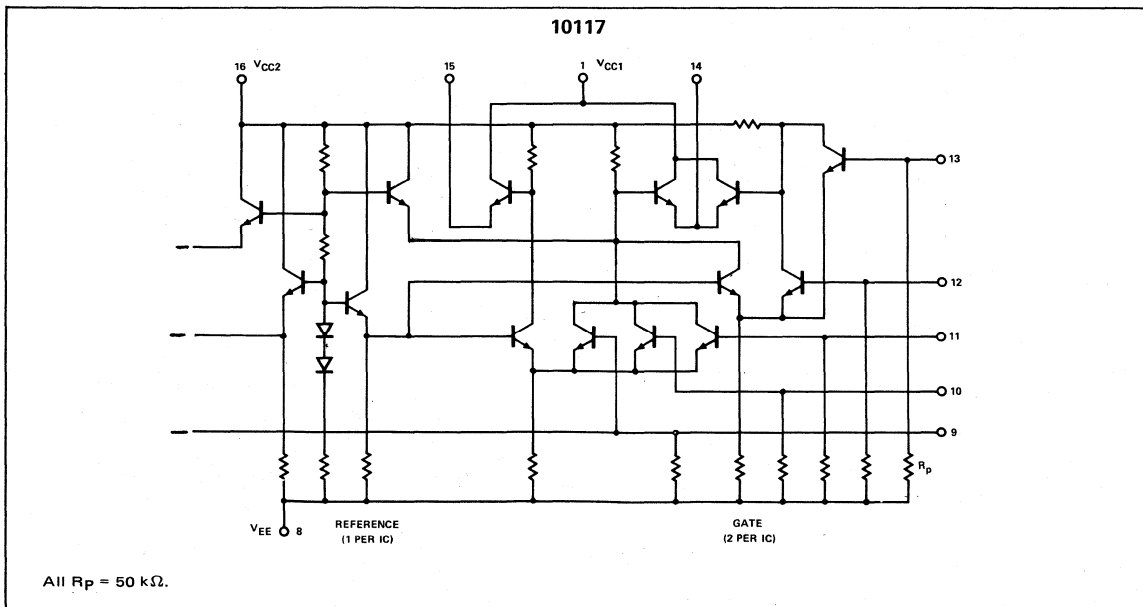 10117
16 VCC2
15
1 VCC1
14
13
12
11
10
9
Rp
VEE 8
REFERENCE
(1 PER IC)
GATE
(2 PER IC)
All Rp = 50 kΩ.